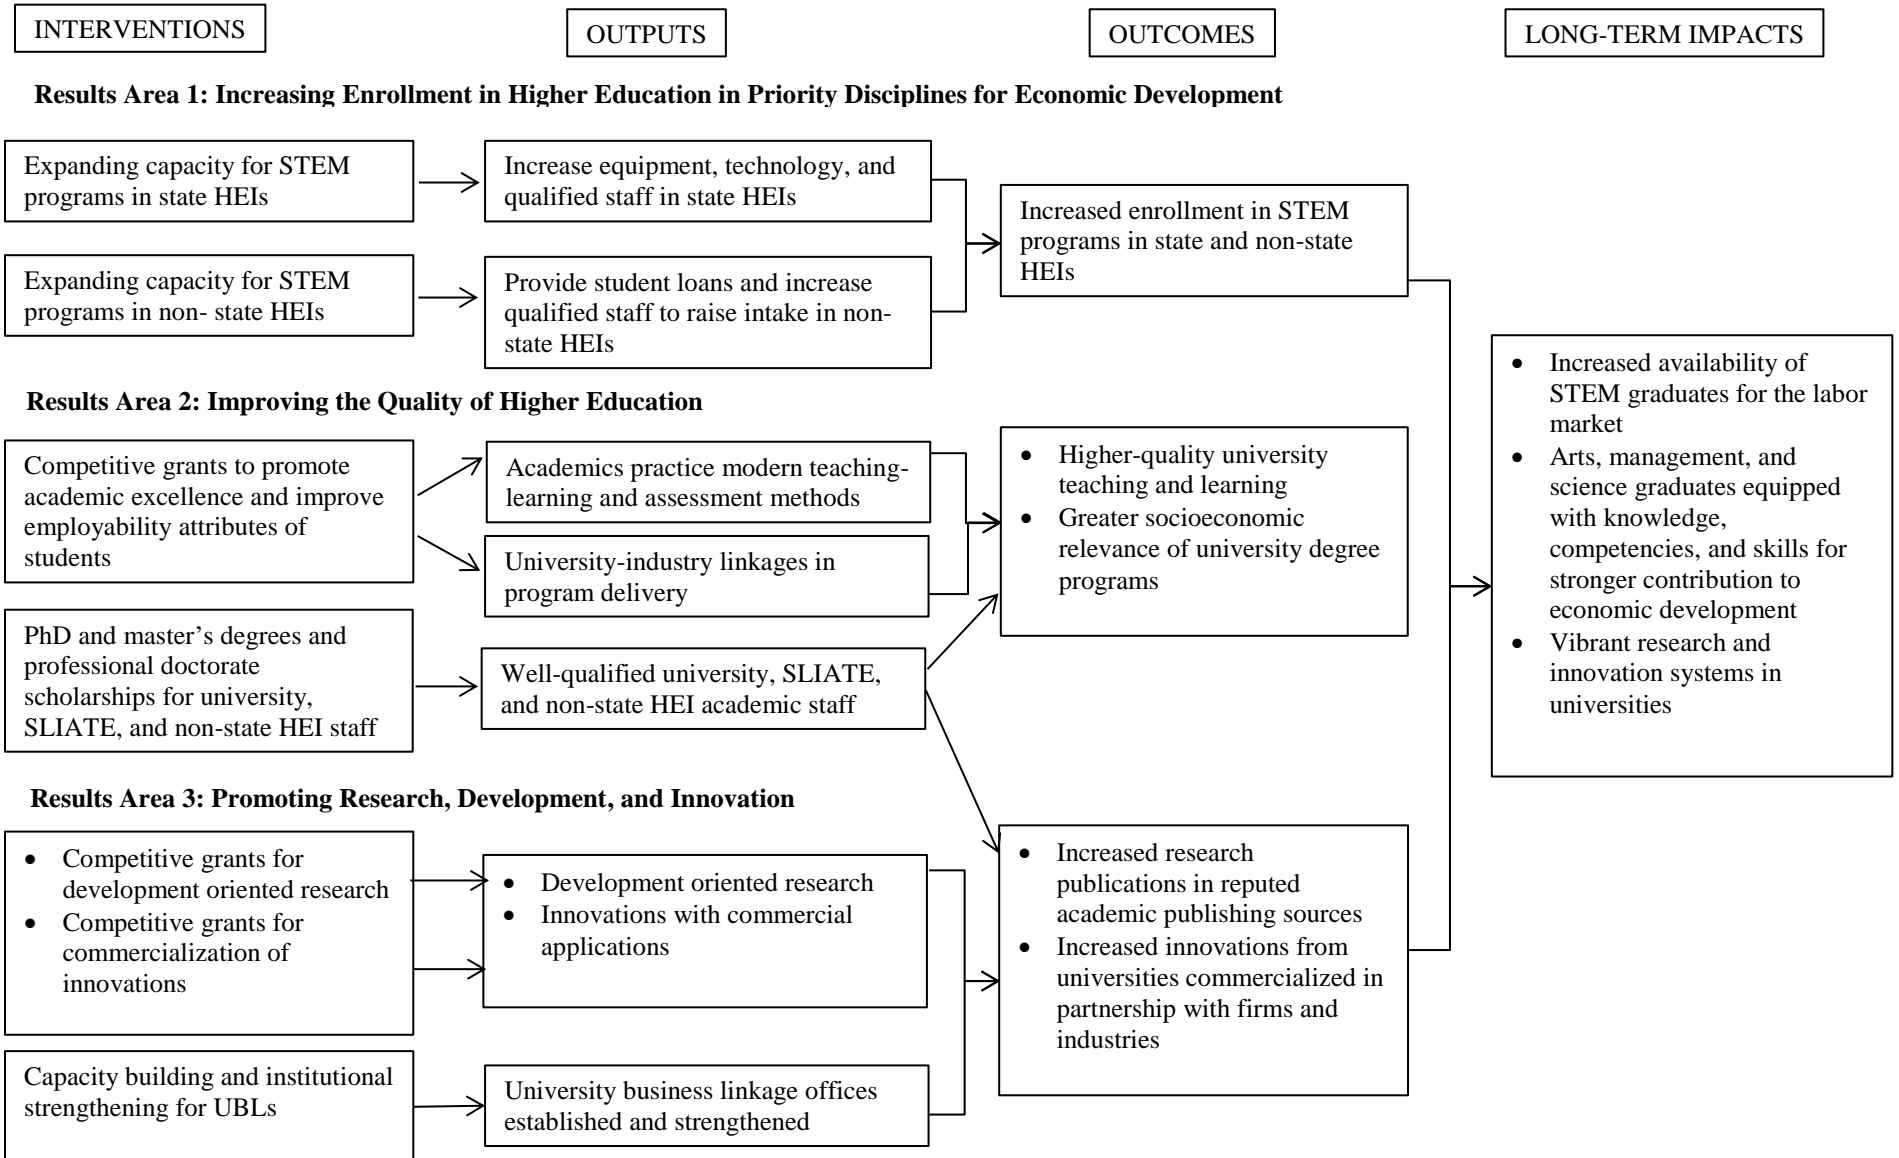 INTERVENTIONS
OUTPUTS
OUTCOMES
LONG-TERM IMPACTS
Results Area 1: Increasing Enrollment in Higher Education in Priority Disciplines for Economic Development
Expanding capacity for STEM
programs in state HEIs
Increase equipment, technology, and
qualified staff in state HEIs
Expanding capacity for STEM
programs in non- state HEIs
Provide student loans and increase
qualified staff to raise intake in non-
state HEIs
Increased enrollment in STEM
programs in state and non-state
HEIs
Results Area 2: Improving the Quality of Higher Education
Competitive grants to promote
academic excellence and improve
employability attributes of
students
Academics practice modern teaching-
learning and assessment methods
University-industry linkages in
program delivery
• Higher-quality university
teaching and learning
• Greater socioeconomic
relevance of university degree
programs
PhD and master’s degrees and
professional doctorate
scholarships for university,
SLIATE, and non-state HEI staff
Well-qualified university, SLIATE,
and non-state HEI academic staff
Results Area 3: Promoting Research, Development, and Innovation
• Competitive grants for
development oriented research
• Competitive grants for
commercialization of
innovations
• Development oriented research
• Innovations with commercial
applications
Capacity building and institutional
strengthening for UBLs
University business linkage offices
established and strengthened
• Increased research
publications in reputed
academic publishing sources
• Increased innovations from
universities commercialized in
partnership with firms and
industries
• Increased availability of
STEM graduates for the labor
market
• Arts, management, and
science graduates equipped
with knowledge,
competencies, and skills for
stronger contribution to
economic development
• Vibrant research and
innovation systems in
universities